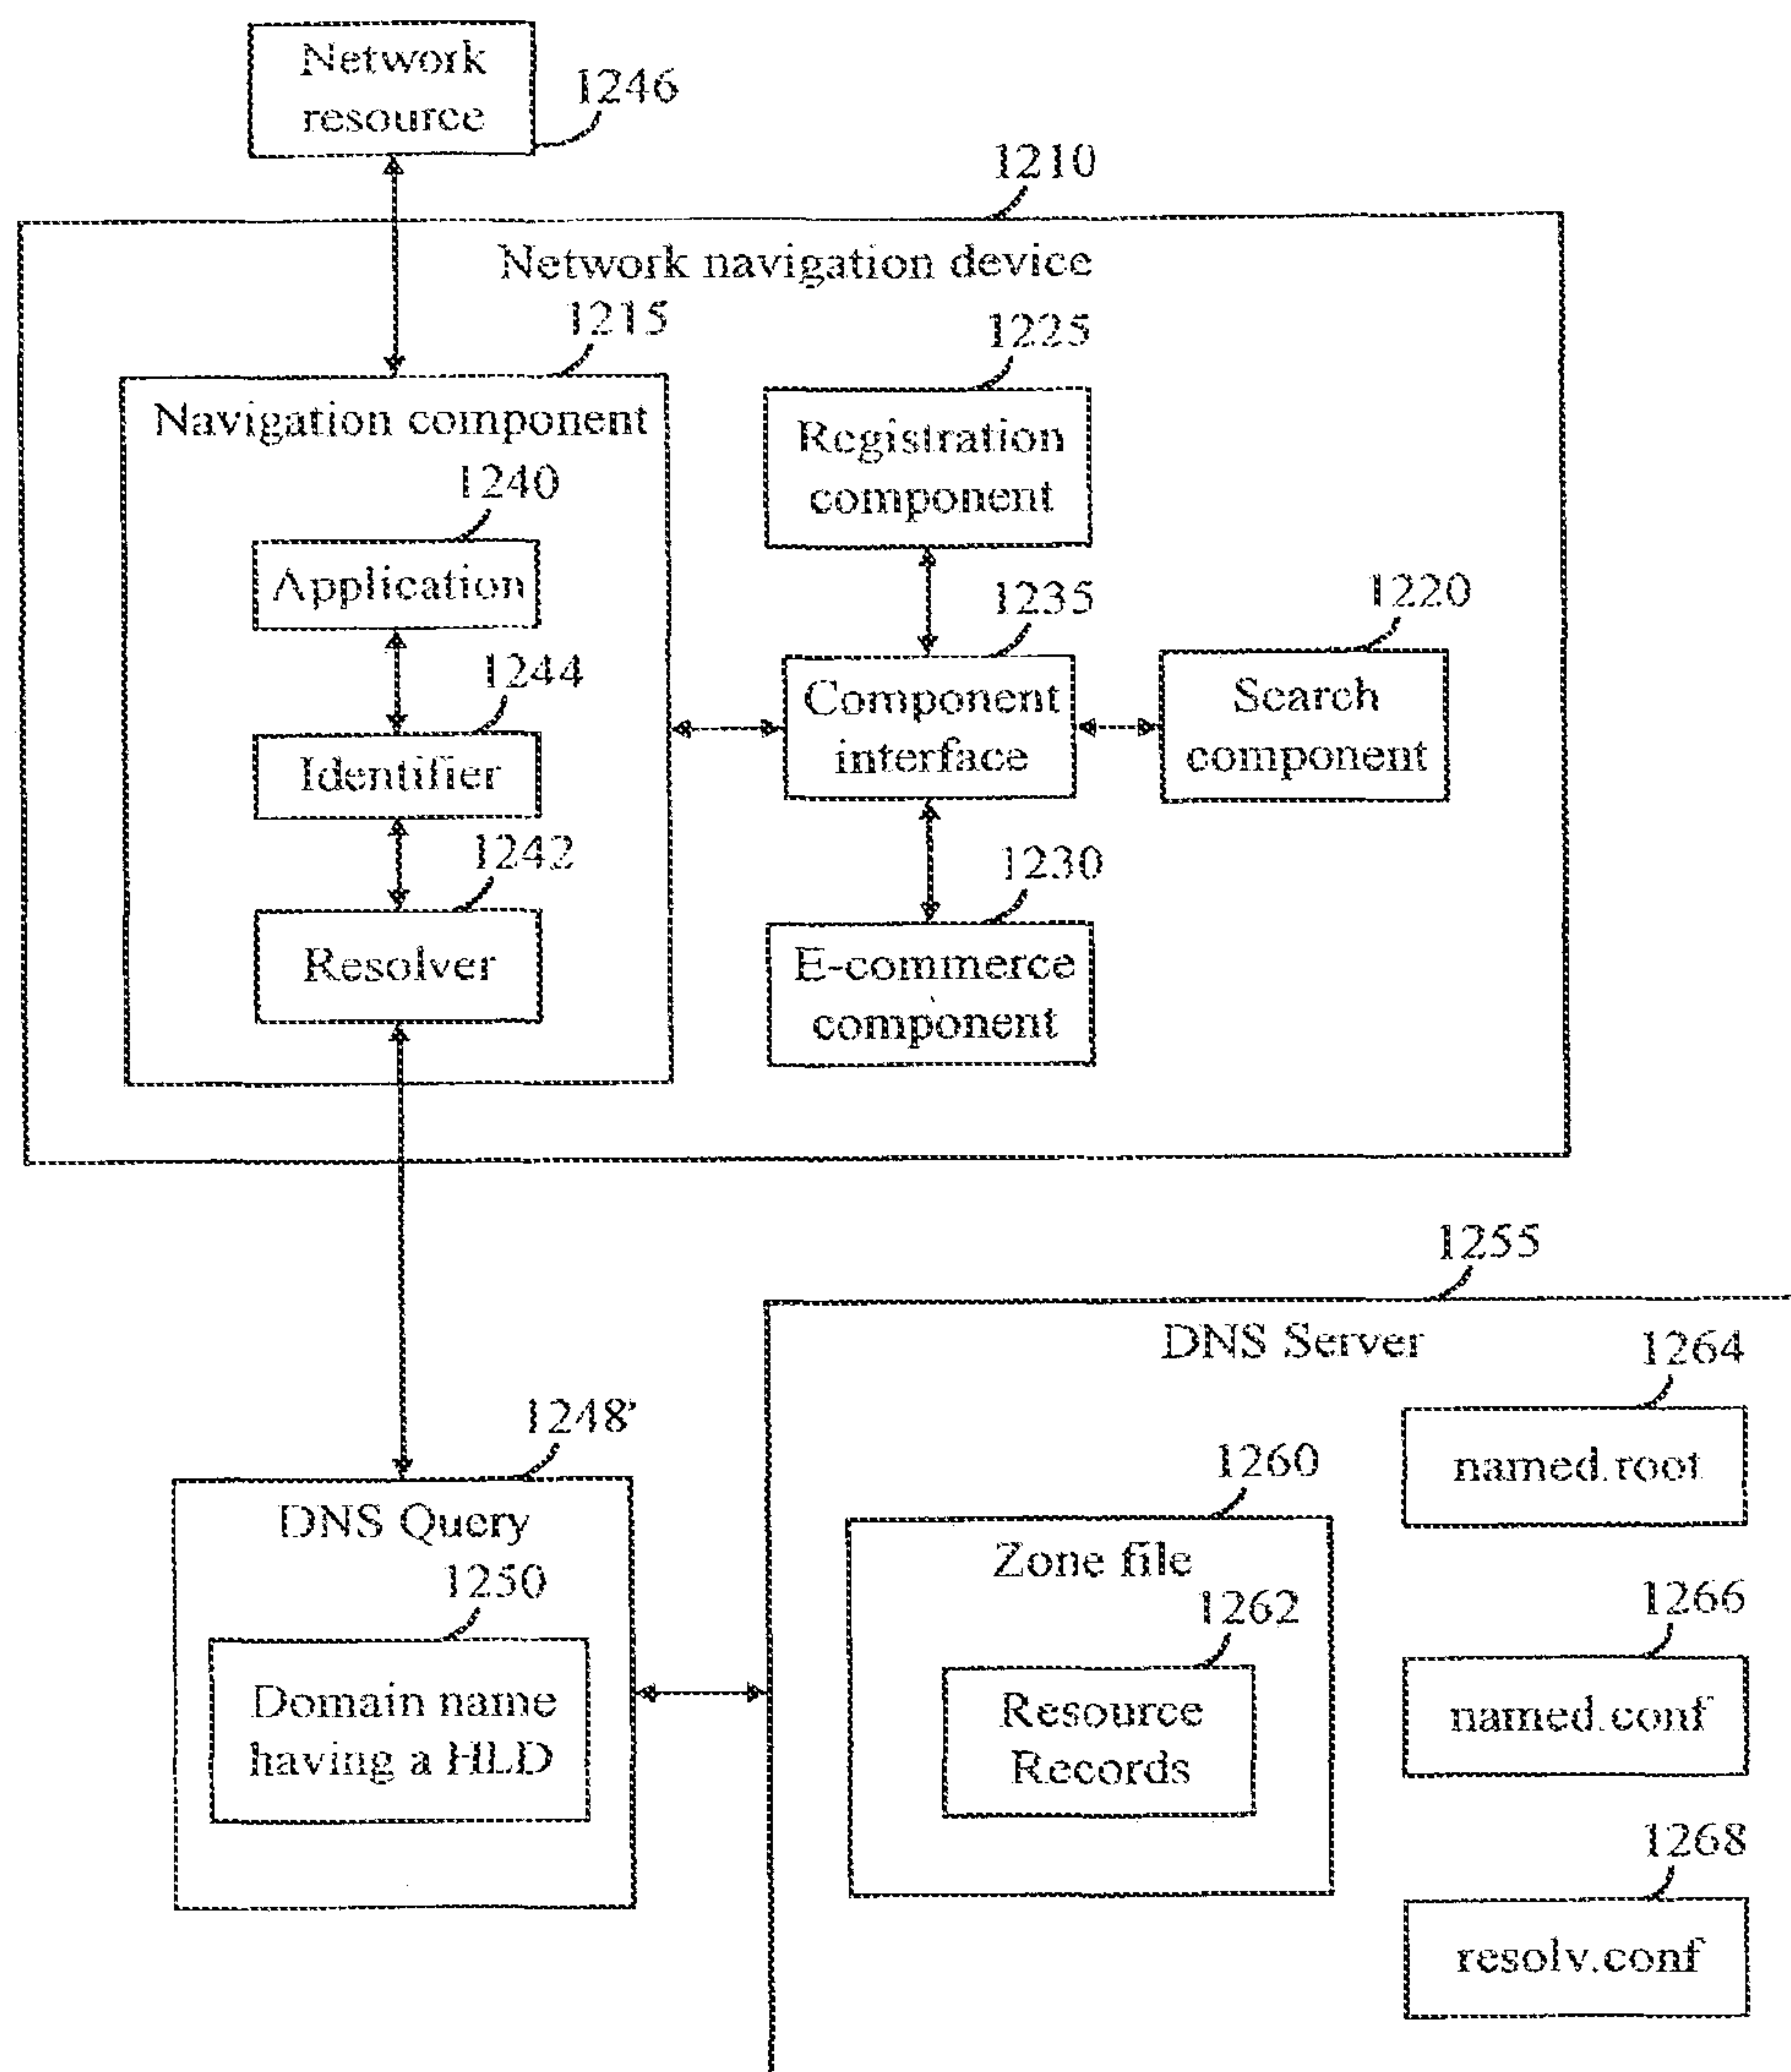 Network
resource
1246
1210
Network navigation device
1215
1225
Navigation component
Registration
component
1240
Application
1235
1220
1244
Component
interface
Search
component
Identifier
1242
1230
Resolver
E-commerce
component
1255
DNS Server
1264
1248'
named.root
1260
DNS Query
Zone file
1250
1262
1266
Domain name
having a HLD
Resource
Records
named.conf
1268
resolv.conf